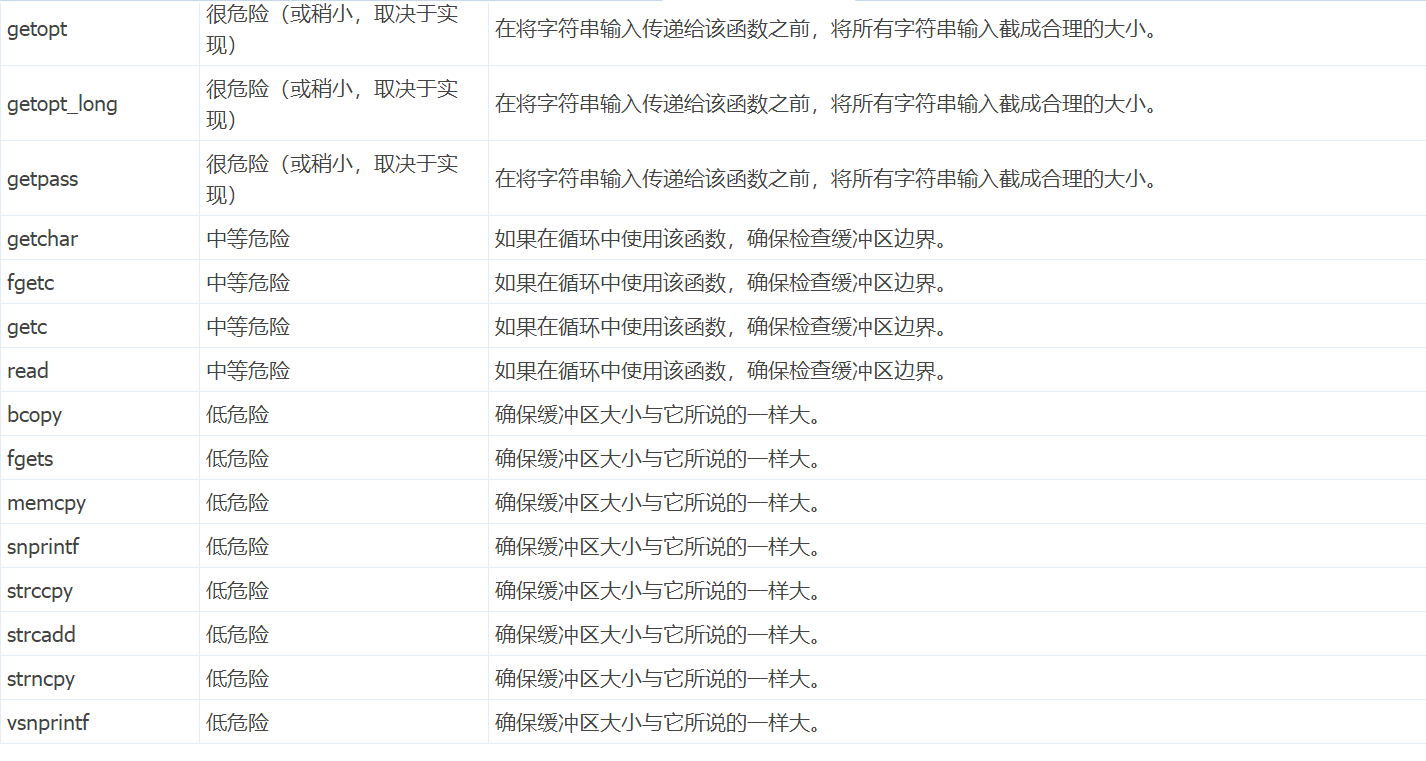 getopt 很危险（或稍小，取决于实现） 在将字符串输入传递给该函数之前，将所有字符串输入截成合理的大小。
getopt_long 很危险（或稍小，取决于实现） 在将字符串输入传递给该函数之前，将所有字符串输入截成合理的大小。
getpass 很危险（或稍小，取决于实现） 在将字符串输入传递给该函数之前，将所有字符串输入截成合理的大小。
getchar 中等危险 如果在循环中使用该函数，确保检查缓冲区边界。
fgetc 中等危险 如果在循环中使用该函数，确保检查缓冲区边界。
getc 中等危险 如果在循环中使用该函数，确保检查缓冲区边界。
read 中等危险 如果在循环中使用该函数，确保检查缓冲区边界。
bcopy 低危险 确保缓冲区大小与它所说的一样大。
fgets 低危险 确保缓冲区大小与它所说的一样大。
memcpy 低危险 确保缓冲区大小与它所说的一样大。
snprintf 低危险 确保缓冲区大小与它所说的一样大。
strccpy 低危险 确保缓冲区大小与它所说的一样大。
strcadd 低危险 确保缓冲区大小与它所说的一样大。
strncpy 低危险 确保缓冲区大小与它所说的一样大。
vsnprintf 低危险 确保缓冲区大小与它所说的一样大。